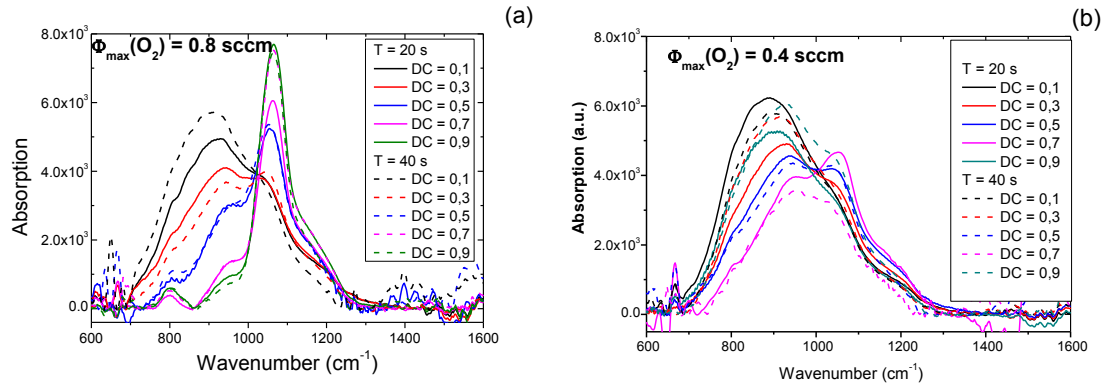 (a)
Φmax(O2) = 0.8 sccm
8.0x10³
6.0x10³
4.0x10³
2.0x10³
0.0
Absorption
T = 20 s
DC = 0,1
DC = 0,3
DC = 0,5
DC = 0,7
DC = 0,9
T = 40 s
DC = 0,1
DC = 0,3
DC = 0,5
DC = 0,7
DC = 0,9
600 800 1000 1200 1400 1600
Wavenumber (cm⁻¹)
(b)
Φmax(O2) = 0.4 sccm
8.0x10³
6.0x10³
4.0x10³
2.0x10³
0.0
Absorption (a.u.)
T = 20 s
DC = 0,1
DC = 0,3
DC = 0,5
DC = 0,7
DC = 0,9
T = 40 s
DC = 0,1
DC = 0,3
DC = 0,5
DC = 0,7
DC = 0,9
600 800 1000 1200 1400 1600
Wavenumber (cm⁻¹)